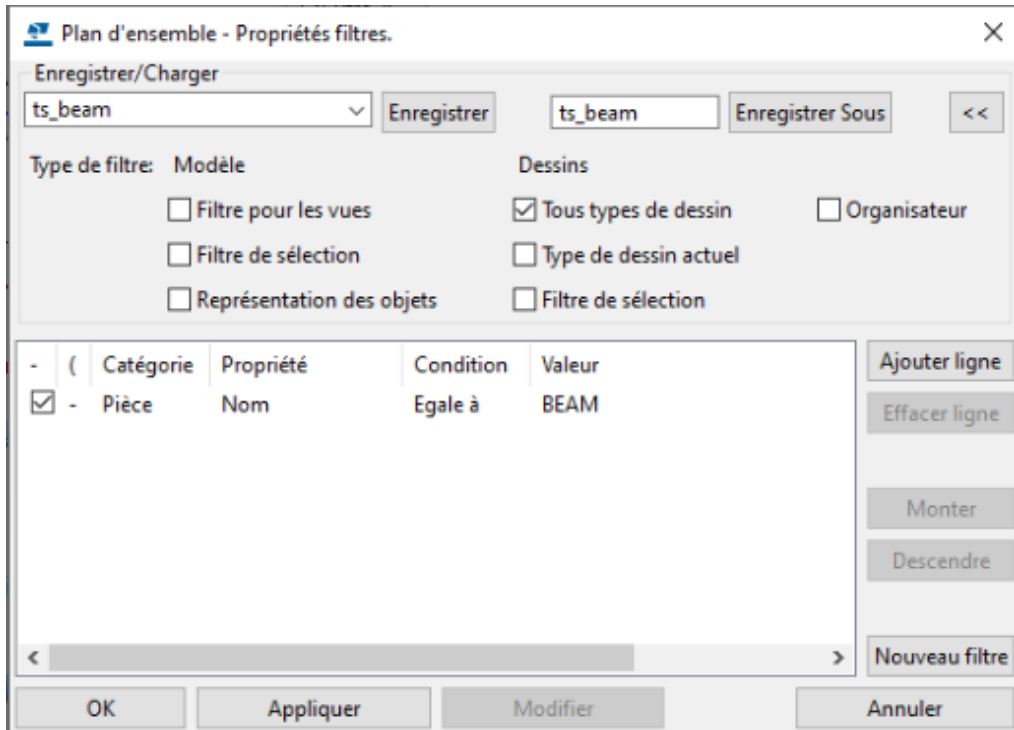 Plan d'ensemble - Propriétés filtres.
Enregistrer/Charger
ts_beam Enregistrer ts_beam Enregistrer Sous <<
Type de filtre: Modèle Dessins
Filtre pour les vues Tous types de dessin Organisateur
Filtre de sélection Type de dessin actuel
Représentation des objets Filtre de sélection
- ( Catégorie Propriété Condition Valeur Ajouter ligne
- Pièce Nom Egale à BEAM
Effacer ligne
Monter
Descendre
Nouveau filtre
OK Appliquer Modifier Annuler